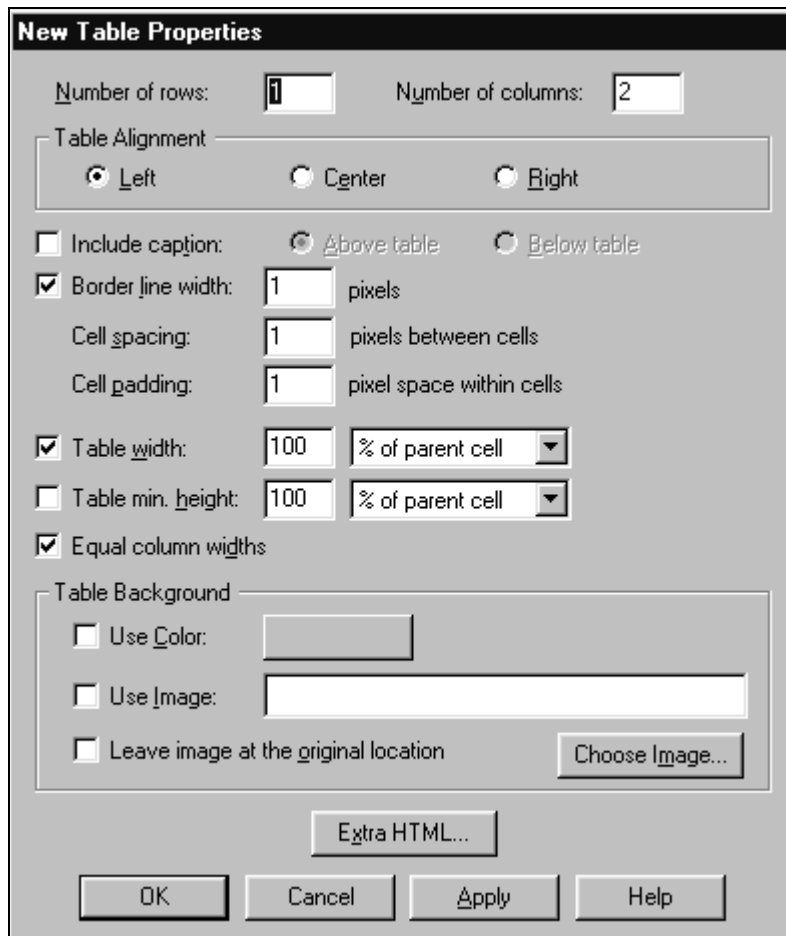 New Table Properties
Number of rows: 1 Number of columns: 2
Table Alignment
Left Center Right
Include caption: Above table Below table
Border line width: 1 pixels
Cell spacing: 1 pixels between cells
Cell padding: 1 pixel space within cells
Table width: 100 % of parent cell
Table min. height: 100 % of parent cell
Equal column widths
Table Background
Use Color:
Use Image:
Leave image at the original location Choose Image...
Extra HTML...
OK Cancel Apply Help